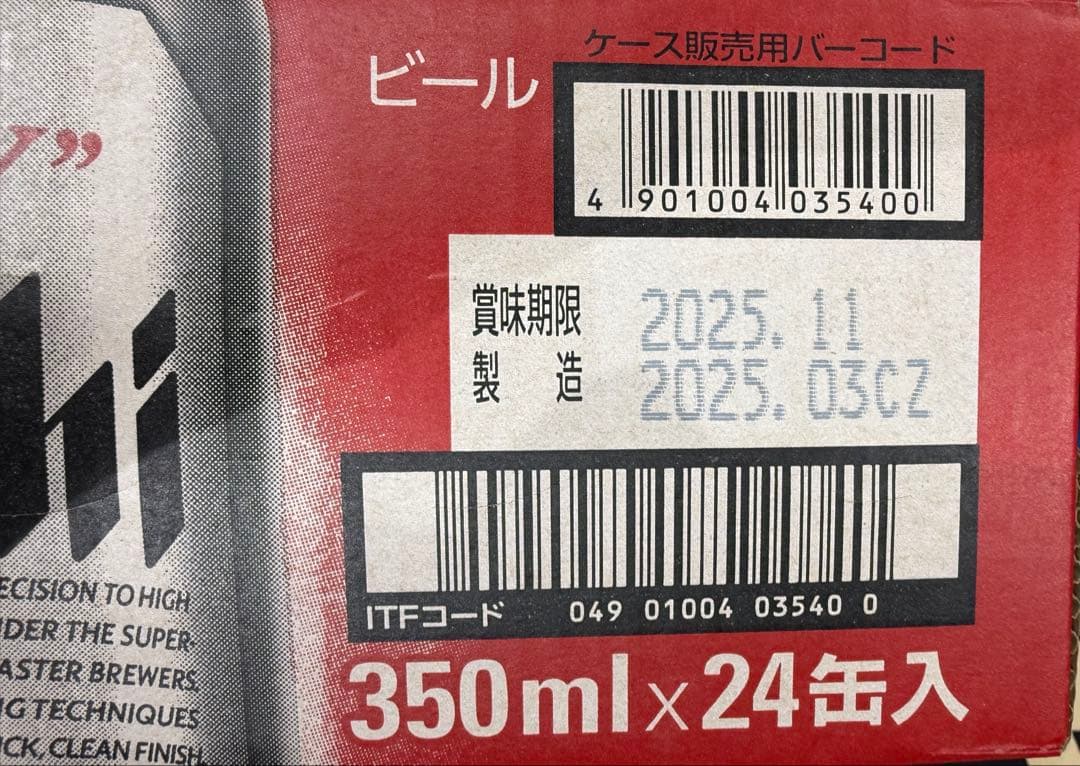 ビール
ケース販売用バーコード
4 901004 035400
賞味期限 2025. 11
製造 2025. 03CZ
ITFコード 049 01004 03540 0
350ml×24缶入
y”
hi
ECISION TO HIGH
DER THE SUPER-
ASTER BREWERS.
G TECHNIQUES
ICK, CLEAN FINISH.